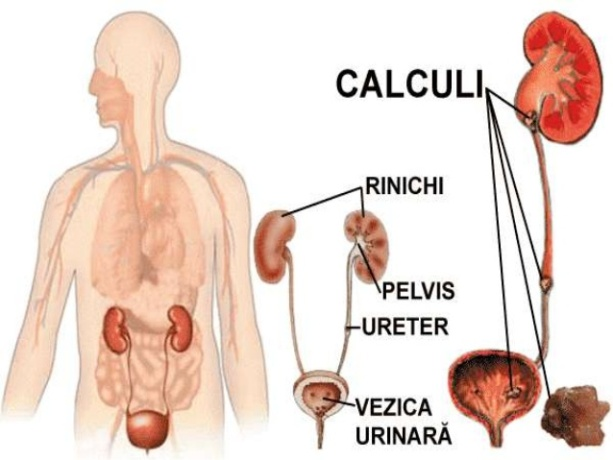 CALCULI
RINICHI
PELVIS
URETER
VEZICA
URINARĂ